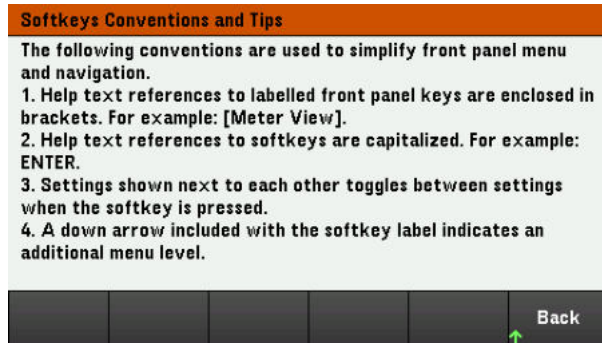 Softkeys Conventions and Tips
The following conventions are used to simplify front panel menu
and navigation.
1. Help text references to labelled front panel keys are enclosed in
brackets. For example: [Meter View].
2. Help text references to softkeys are capitalized. For example:
ENTER.
3. Settings shown next to each other toggles between settings
when the softkey is pressed.
4. A down arrow included with the softkey label indicates an
additional menu level.
Back